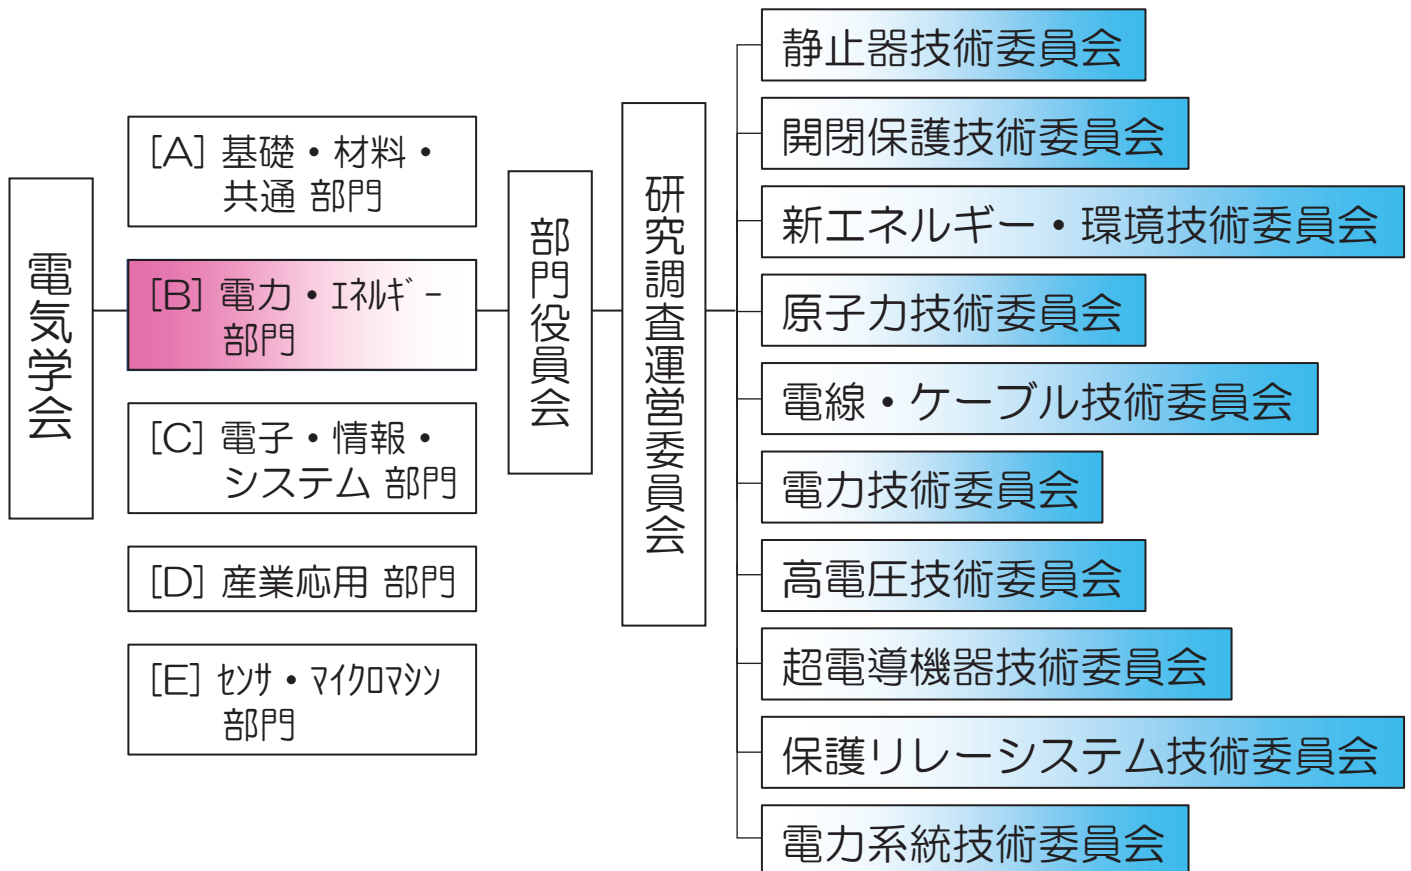 電気学会
[A] 基礎・材料・
共通 部門
[B] 電力・ｴﾈﾙｷﾞｰ
部門
[C] 電子・情報・
システム 部門
[D] 産業応用 部門
[E] ｾﾝｻ・ﾏｲｸﾛﾏｼﾝ
部門
部門役員会
研究調査運営委員会
静止器技術委員会
開閉保護技術委員会
新エネルギー・環境技術委員会
原子力技術委員会
電線・ケーブル技術委員会
電力技術委員会
高電圧技術委員会
超電導機器技術委員会
保護リレーシステム技術委員会
電力系統技術委員会